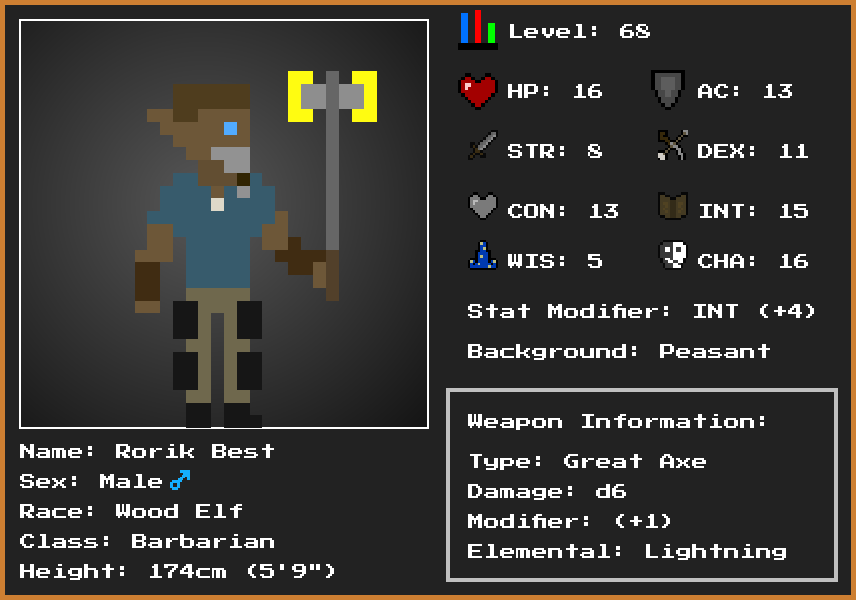 Level: 68
HP: 16
AC: 13
STR: 8
DEX: 11
CON: 13
INT: 15
WIS: 5
CHA: 16
Stat Modifier: INT (+4)
Background: Peasant
Weapon Information:
Type: Great Axe
Damage: d6
Modifier: (+1)
Elemental: Lightning
Name: Rorik Best
Sex: Male♂
Race: Wood Elf
Class: Barbarian
Height: 174cm (5'9")